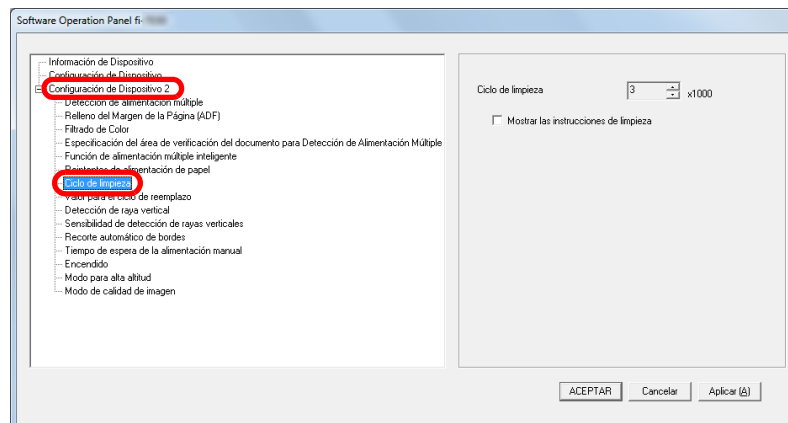 Software Operation Panel fi-
Información de Dispositivo
Configuración de Dispositivo
Configuración de Dispositivo 2
Detección de alimentación múltiple
Relleno del Margen de la Página (ADF)
Filtrado de Color
Especificación del área de verificación del documento para Detección de Alimentación Múltiple
Función de alimentación múltiple inteligente
Reintentos de alimentación de papel
Ciclo de limpieza
Valor para el ciclo de reemplazo
Detección de raya vertical
Sensibilidad de detección de rayas verticales
Recorte automático de bordes
Tiempo de espera de la alimentación manual
Encendido
Modo para alta altitud
Modo de calidad de imagen
Ciclo de limpieza 3 x1000
Mostrar las instrucciones de limpieza
ACEPTAR Cancelar Aplicar (A)